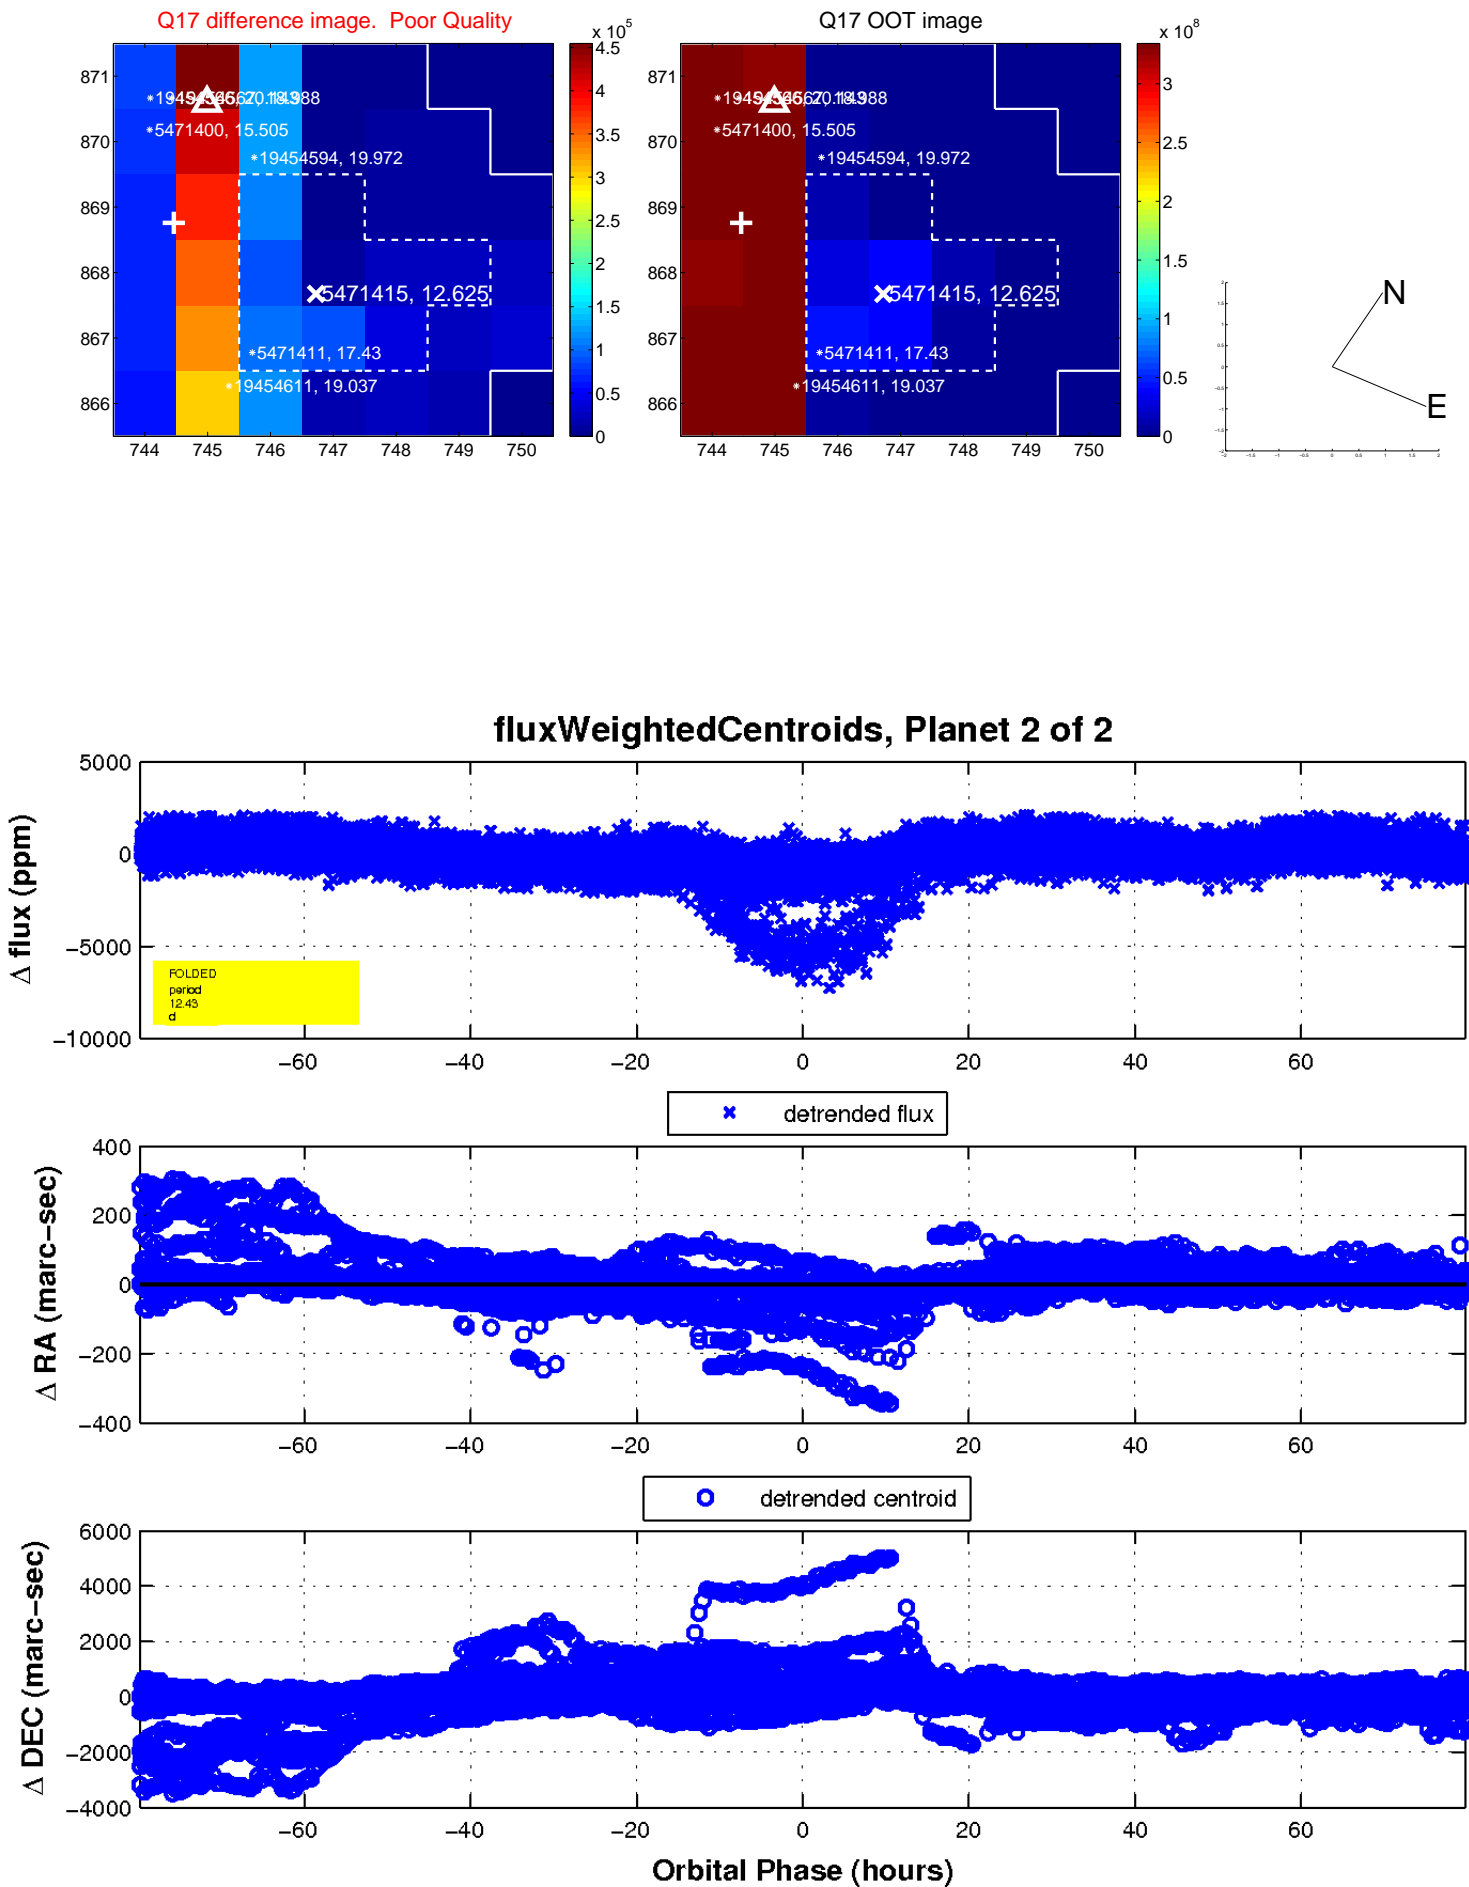 Q17 difference image. Poor Quality
Q17 OOT image
x 10^5
x 10^8
871
870
869
868
867
866
744 745 746 747 748 749 750
5471400, 15.505
19454594, 19.972
5471415, 12.625
5471411, 17.43
19454611, 19.037
4.5
4
3.5
3
2.5
2
1.5
1
0.5
0
871
870
869
868
867
866
744 745 746 747 748 749 750
5471400, 15.505
19454594, 19.972
5471415, 12.625
5471411, 17.43
19454611, 19.037
3
2.5
2
1.5
1
0.5
0
N
E
fluxWeightedCentroids, Planet 2 of 2
Δ flux (ppm)
5000
0
−5000
−10000
FOLDED
period
12.43
d
−60 −40 −20 0 20 40 60
detrended flux
Δ RA (marc−sec)
400
200
0
−200
−400
−60 −40 −20 0 20 40 60
detrended centroid
Δ DEC (marc−sec)
6000
4000
2000
0
−2000
−4000
−60 −40 −20 0 20 40 60
Orbital Phase (hours)